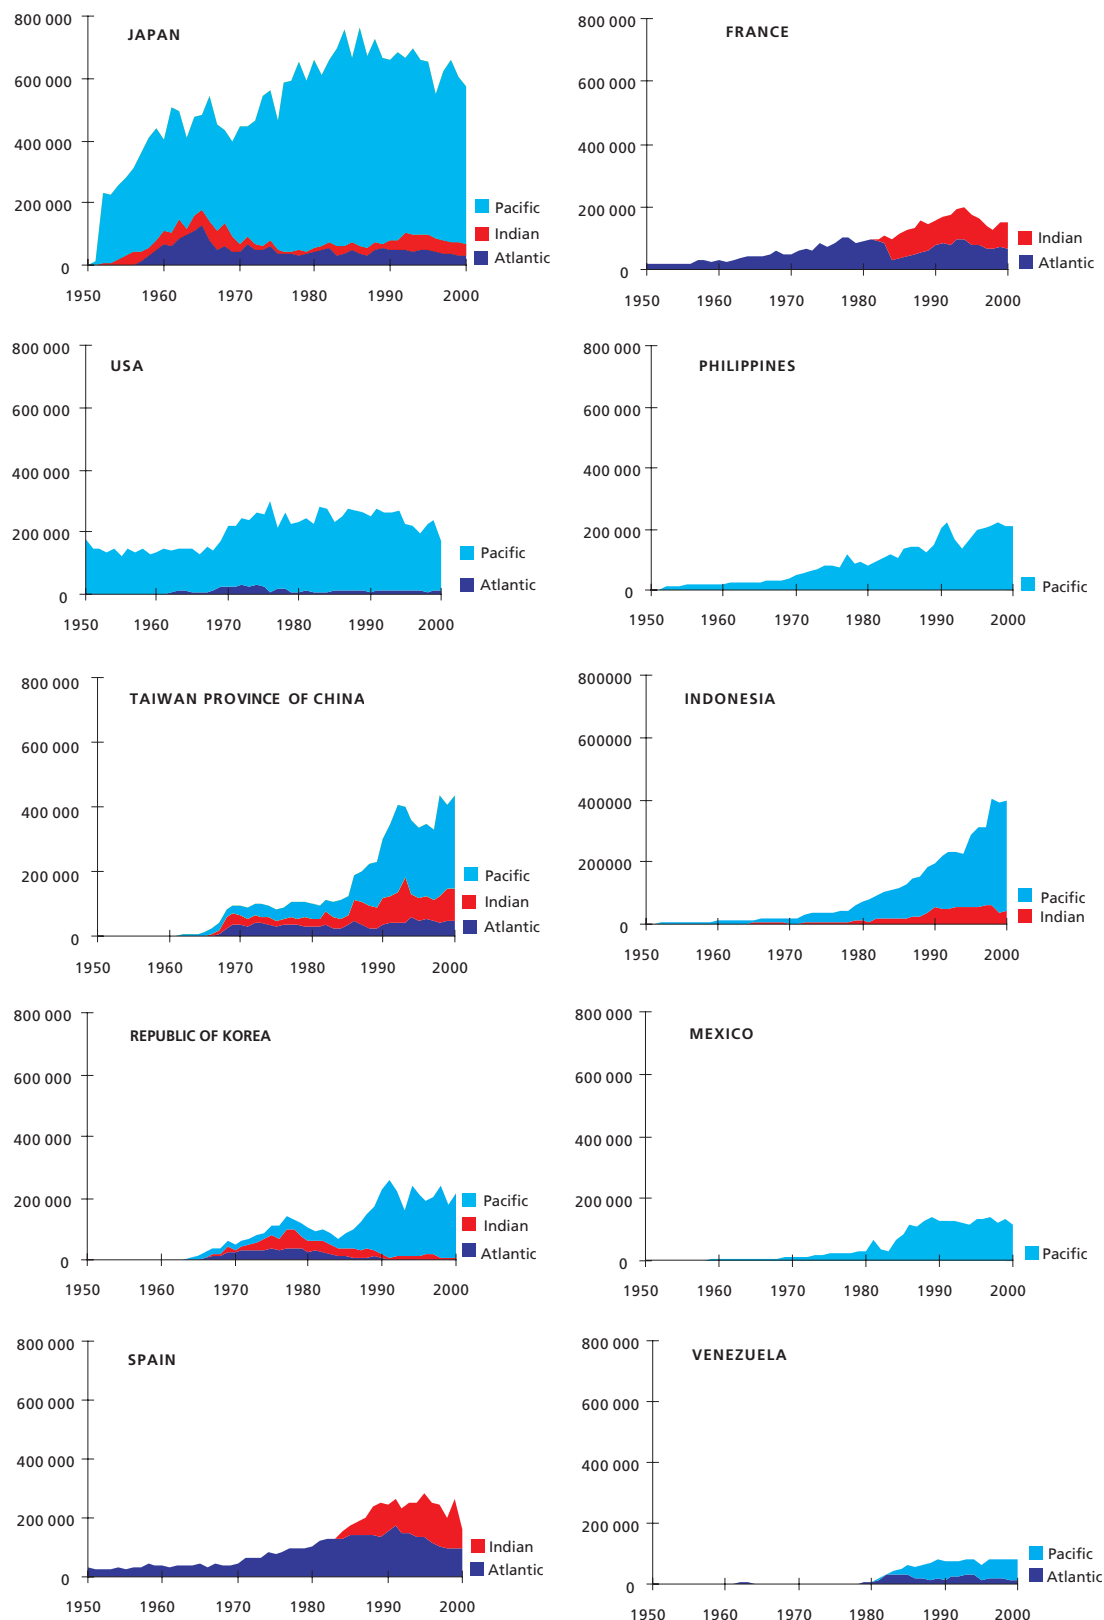 800 000
JAPAN
600 000
400 000
200 000
Pacific
Indian
Atlantic
0
1950 1960 1970 1980 1990 2000
800 000
FRANCE
600 000
400 000
200 000
Indian
Atlantic
0
1950 1960 1970 1980 1990 2000
800 000
USA
600 000
400 000
200 000
Pacific
Atlantic
0
1950 1960 1970 1980 1990 2000
800 000
PHILIPPINES
600 000
400 000
200 000
Pacific
0
1950 1960 1970 1980 1990 2000
800 000
TAIWAN PROVINCE OF CHINA
600 000
400 000
200 000
Pacific
Indian
Atlantic
0
1950 1960 1970 1980 1990 2000
800000
INDONESIA
600000
400000
200000
Pacific
Indian
0
1950 1960 1970 1980 1990 2000
800 000
REPUBLIC OF KOREA
600 000
400 000
200 000
Pacific
Indian
Atlantic
0
1950 1960 1970 1980 1990 2000
800 000
MEXICO
600 000
400 000
200 000
Pacific
0
1950 1960 1970 1980 1990 2000
800 000
SPAIN
600 000
400 000
200 000
Indian
Atlantic
0
1950 1960 1970 1980 1990 2000
800 000
VENEZUELA
600 000
400 000
200 000
Pacific
Atlantic
0
1950 1960 1970 1980 1990 2000